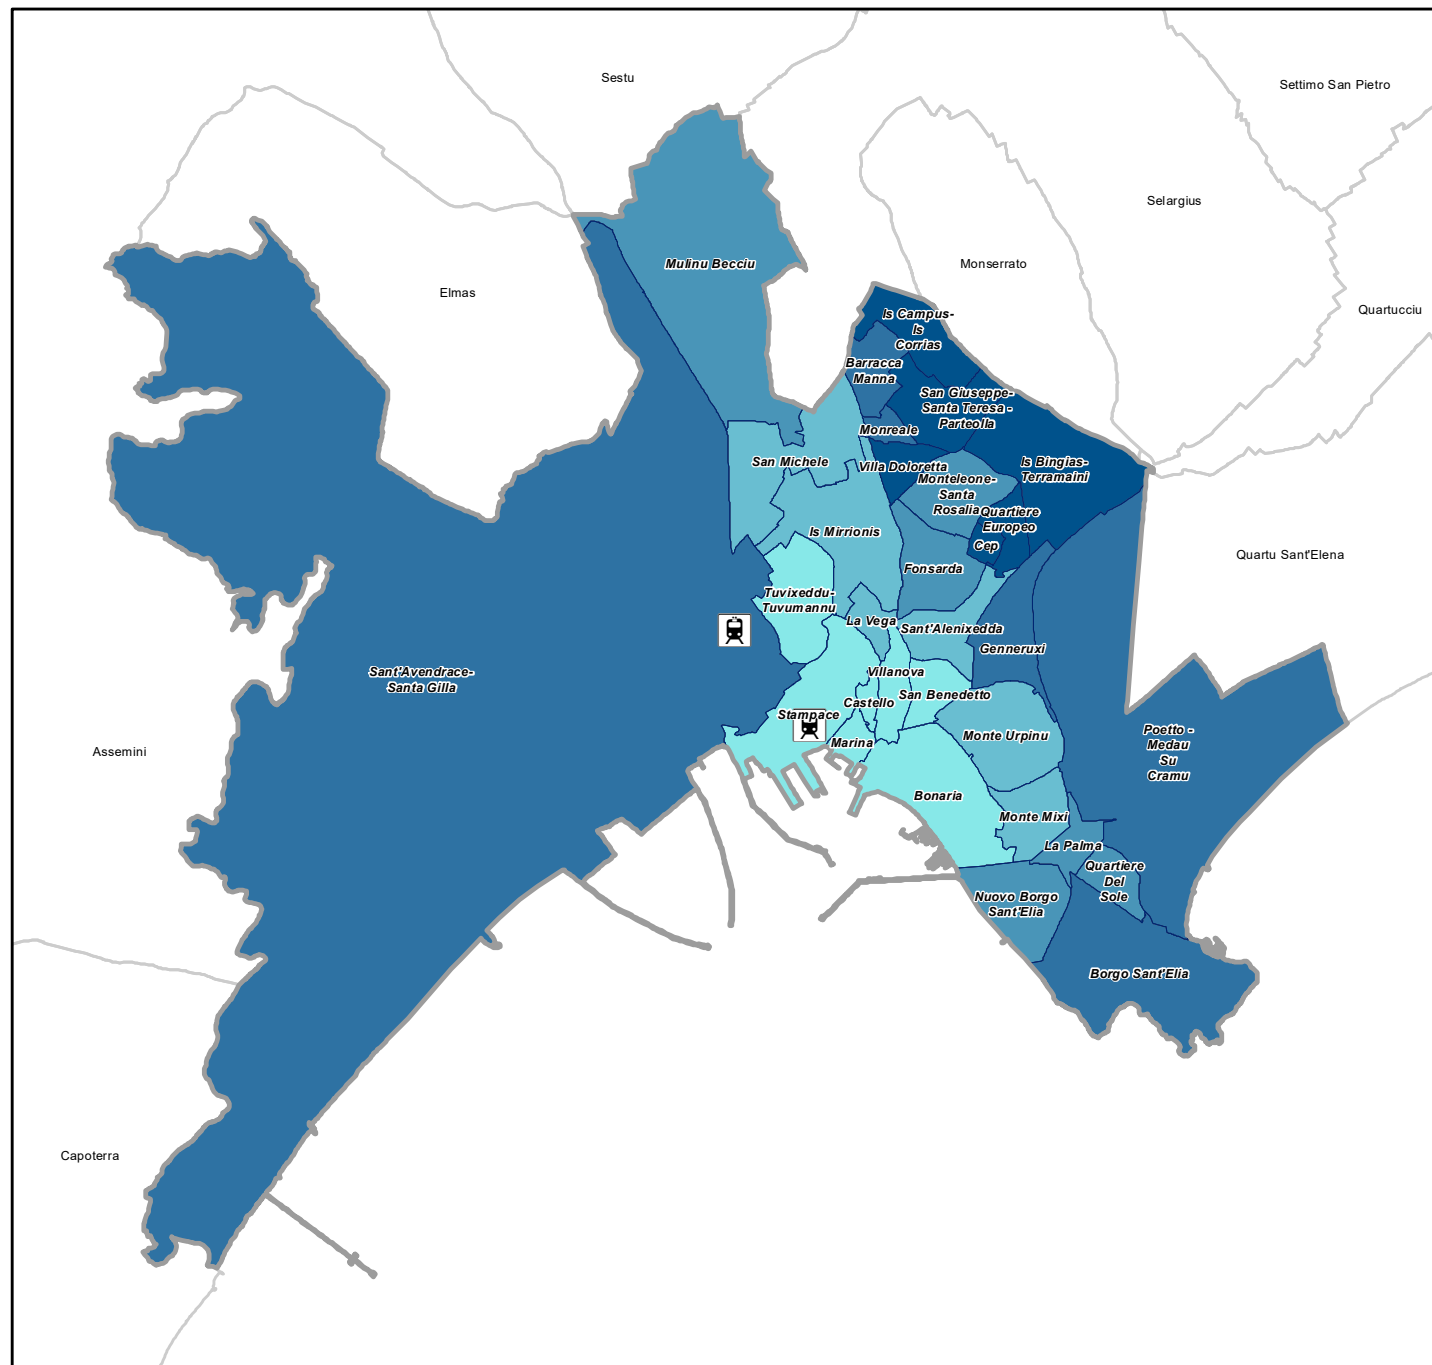 Sestu
Settimo San Pietro
Selargius
Mulinu Becciu
Monserrato
Elmas
Quartucciu
Is Campus-
Is
Corrias
Barracca
Manna
San Giuseppe-
Santa Teresa -
Parteolla
Monreale
San Michele
Villa Doloretta
Is Bingias-
Terramaini
Monteleone-
Santa
Rosalia
Quartiere
Europeo
Is Mirrionis
Cep
Quartu Sant'Elena
Fonsarda
Tuvixeddu-
Tuvumannu
La Vega
Sant'Alenixedda
Genneruxi
Sant'Avendrace-
Santa Gilla
Villanova
San Benedetto
Castello
Stampace
Marina
Monte Urpinu
Poetto -
Medau
Su
Cramu
Assemini
Bonaria
Monte Mixi
La Palma
Quartiere
Del
Sole
Nuovo Borgo
Sant'Elia
Borgo Sant'Elia
Capoterra